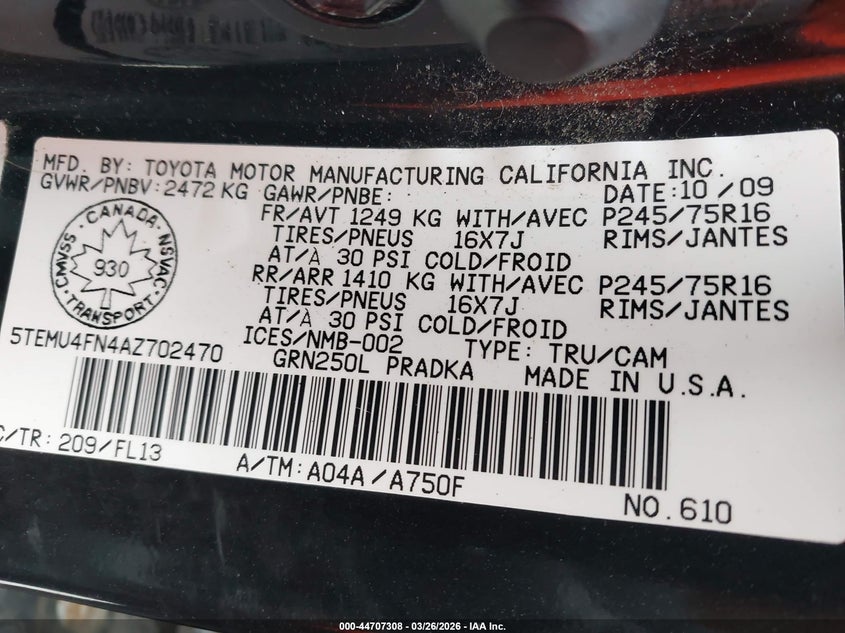 MFD. BY: TOYOTA MOTOR MANUFACTURING CALIFORNIA INC.
GVWR/PNBV: 2472 KG GAWR/PNBE: DATE: 10/09
FR/AVT 1249 KG WITH/AVEC P245/75R16
TIRES/PNEUS 16X7J RIMS/JANTES
AT/À 30 PSI COLD/FROID
RR/ARR 1410 KG WITH/AVEC P245/75R16
TIRES/PNEUS 16X7J RIMS/JANTES
AT/À 30 PSI COLD/FROID
CANADA
CMVSS NSVAC
930
TRANSPORT
5TEMU4FN4AZ702470 ICES/NMB-002 TYPE: TRU/CAM
GRN250L PRADKA MADE IN U.S.A.
C/TR: 209/FL13
A/TM: A04A/A750F
NO. 610
000-44707308 - 03/26/2026 - IAA Inc.